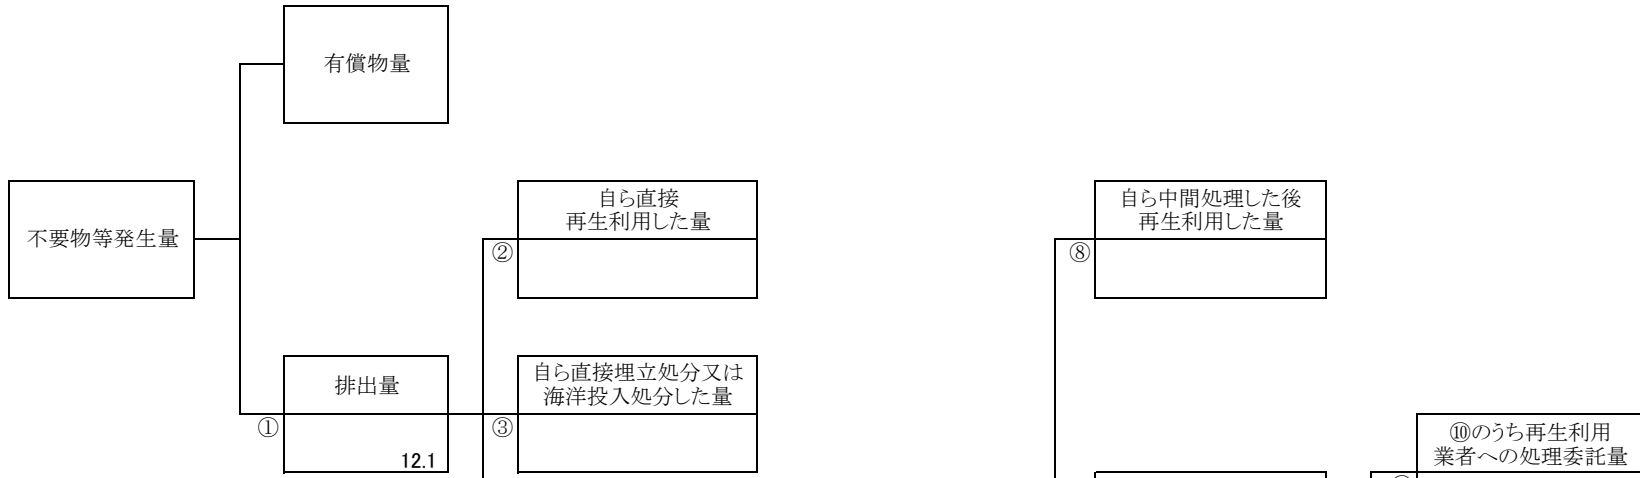 有償物量
不要物等発生量
自ら直接
再生利用した量
②
自ら中間処理した後
再生利用した量
⑧
排出量
①
12.1
自ら直接埋立処分又は
海洋投入処分した量
③
⑩のうち再生利用
業者への処理委託量